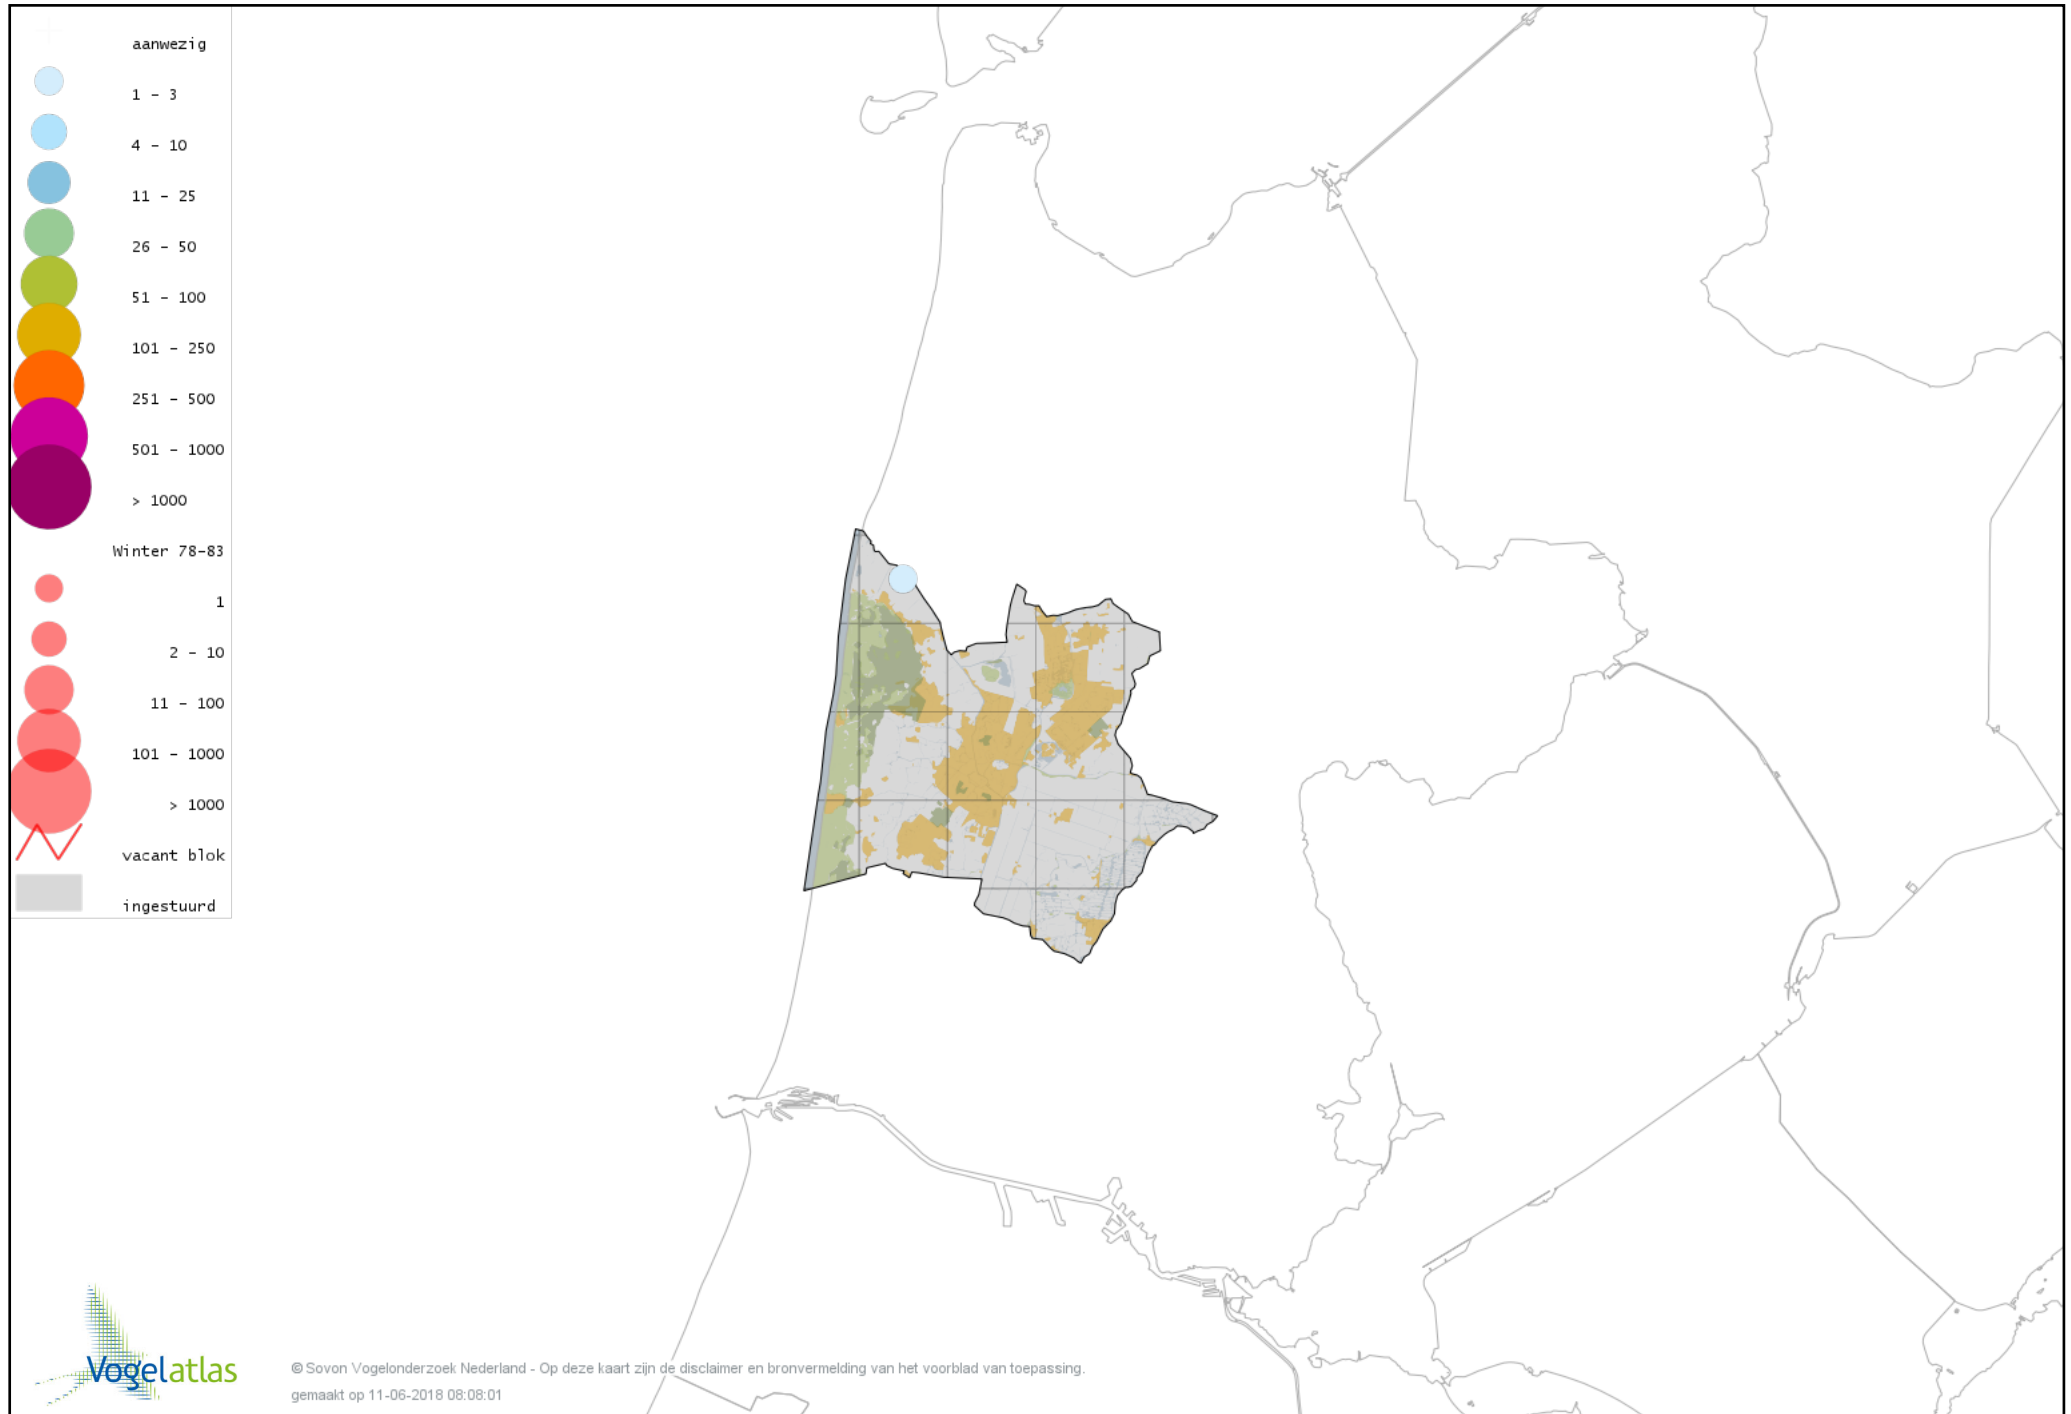 aanwezig
1 - 3
4 - 10
11 - 25
26 - 50
51 - 100
101 - 250
251 - 500
501 - 1000
> 1000
Winter 78-83
1
2 - 10
11 - 100
101 - 1000
> 1000
vacant blok
ingestuurd
Vogelatlas
© Sovon Vogelonderzoek Nederland - Op deze kaart zijn de disclaimer en bronvermelding van het voorblad van toepassing.
gemaakt op 11-06-2018 08:08:01